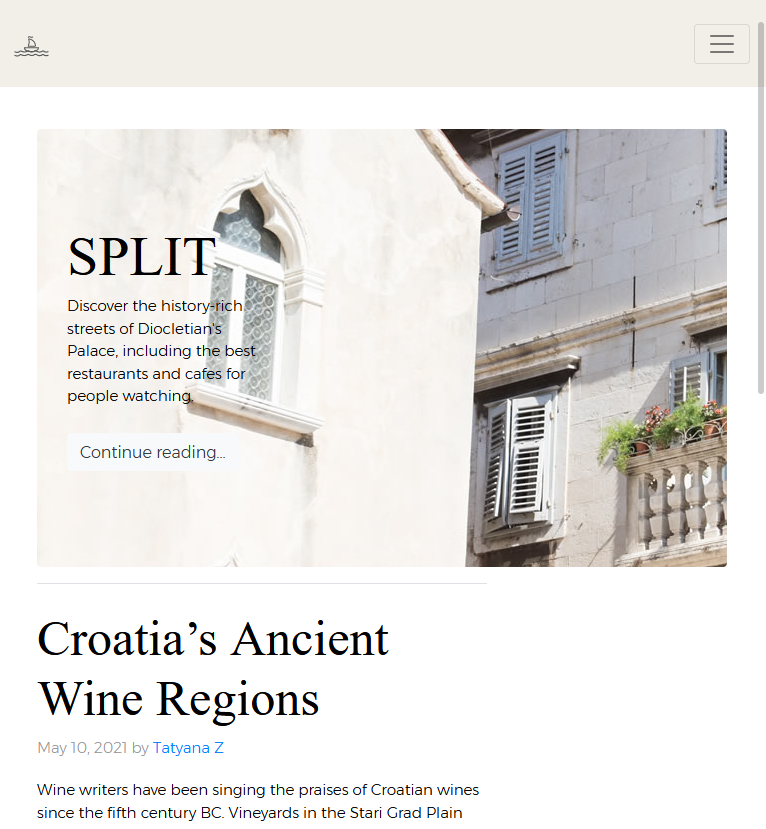 SPLIT
Discover the history-rich
streets of Diocletian's
Palace, including the best
restaurants and cafes for
people watching.
Continue reading...
Croatia’s Ancient
Wine Regions
May 10, 2021 by Tatyana Z
Wine writers have been singing the praises of Croatian wines
since the fifth century BC. Vineyards in the Stari Grad Plain